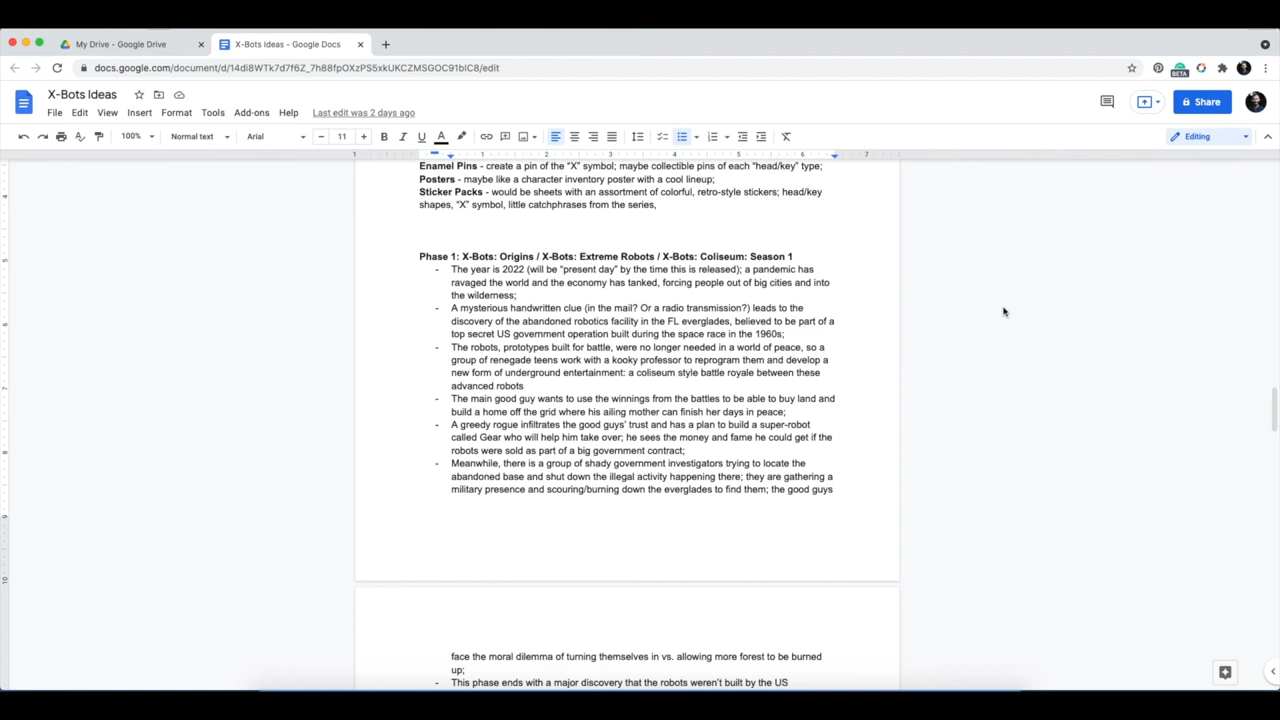 My Drive - Google Drive
X-Bots Ideas - Google Docs
docs.google.com/document/d/14di8WTk7d7f6Z_7h88fpOXzPS5xkUKCZMSGOC91bIC8/edit
BETA
X-Bots Ideas
File Edit View Insert Format Tools Add-ons Help Last edit was 2 days ago
Share
100% Normal text Arial 11 Editing
1 1 2 3 4 5 6 7
Enamel Pins - create a pin of the “X” symbol; maybe collectible pins of each “head/key” type;
Posters - maybe like a character inventory poster with a cool lineup;
Sticker Packs - would be sheets with an assortment of colorful, retro-style stickers; head/key
shapes, “X” symbol, little catchphrases from the series,
Phase 1: X-Bots: Origins / X-Bots: Extreme Robots / X-Bots: Coliseum: Season 1
- The year is 2022 (will be “present day” by the time this is released); a pandemic has
ravaged the world and the economy has tanked, forcing people out of big cities and into
the wilderness;
- A mysterious handwritten clue (in the mail? Or a radio transmission?) leads to the
discovery of the abandoned robotics facility in the FL everglades, believed to be part of a
top secret US government operation built during the space race in the 1960s;
- The robots, prototypes built for battle, were no longer needed in a world of peace, so a
group of renegade teens work with a kooky professor to reprogram them and develop a
new form of underground entertainment: a coliseum style battle royale between these
advanced robots
- The main good guy wants to use the winnings from the battles to be able to buy land and
build a home off the grid where his ailing mother can finish her days in peace;
- A greedy rogue infiltrates the good guys’ trust and has a plan to build a super-robot
called Gear who will help him take over; he sees the money and fame he could get if the
robots were sold as part of a big government contract;
- Meanwhile, there is a group of shady government investigators trying to locate the
abandoned base and shut down the illegal activity happening there; they are gathering a
military presence and scouring/burning down the everglades to find them; the good guys
face the moral dilemma of turning themselves in vs. allowing more forest to be burned
up;
- This phase ends with a major discovery that the robots weren’t built by the US
4
5
6
7
8
9
10